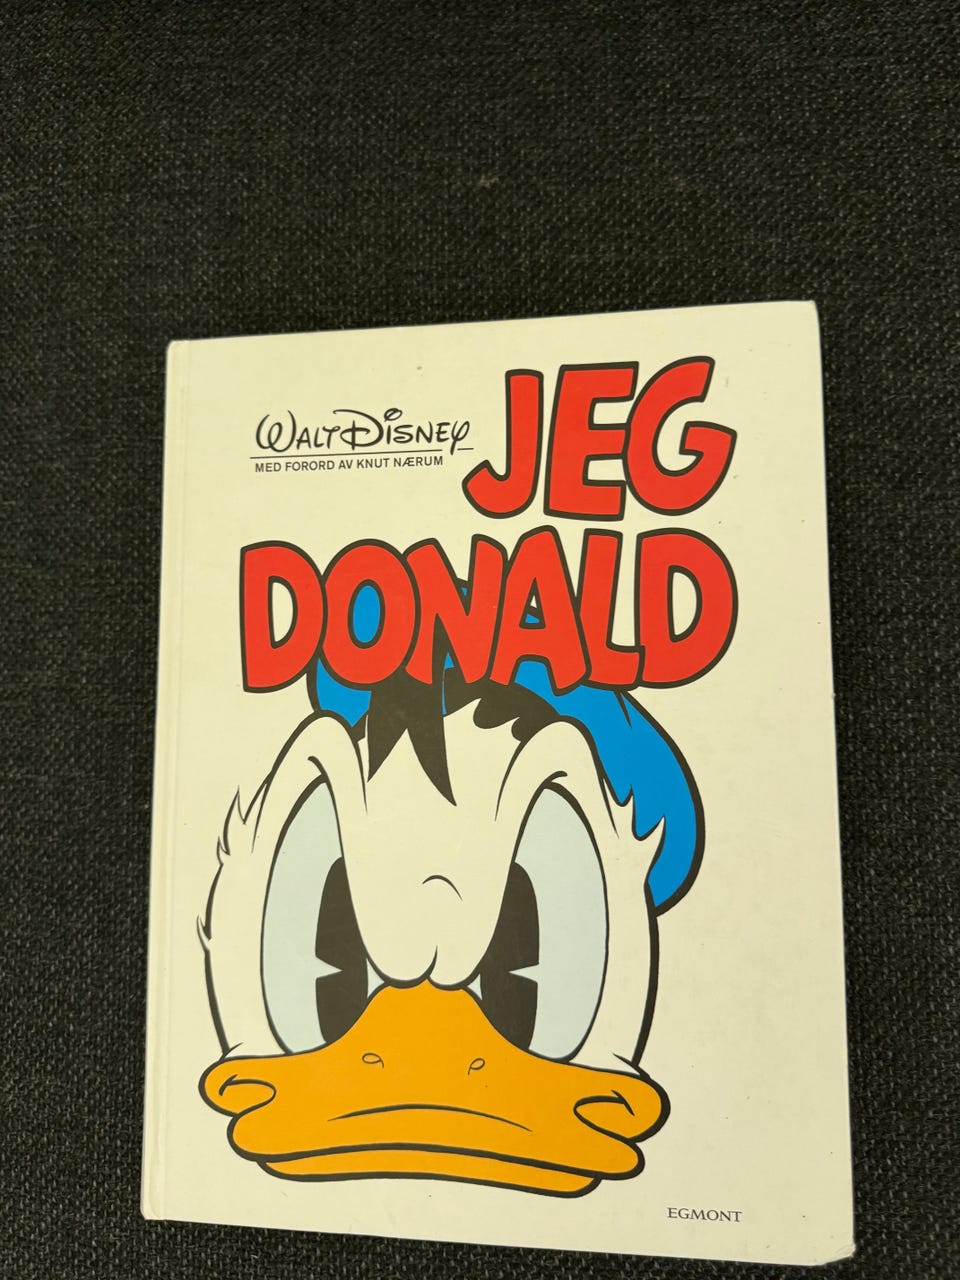 WALT DISNEY
MED FORORD AV KNUT NÆRUM
JEG
DONALD
EGMONT